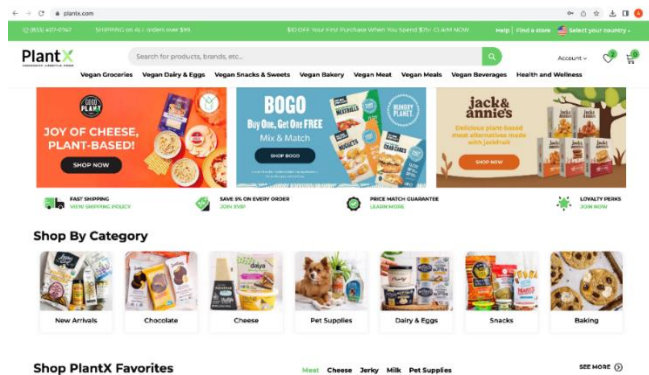 plantx.com
SHIPPING on ALL orders over $95
$10 OFF Your First Purchase When You Spend $75+ CLAIM NOW
Help | Find a store
Select your country
PlantX
Search for products, brands, etc...
Account
Vegan Groceries Vegan Dairy & Eggs Vegan Snacks & Sweets Vegan Bakery Vegan Meat Vegan Meals Vegan Beverages Health and Wellness
GOOD PLANET
JOY OF CHEESE,
PLANT-BASED!
SHOP NOW
BOGO
Buy One, Get One FREE
Mix & Match
SHOP BOGO
HUNGRY PLANET
jack&
annie's
Delicious plant-based
meat alternatives made
with jackfruit
SHOP NOW
FAST SHIPPING
VIEW SHIPPING POLICY
SAVE 5% ON EVERY ORDER
JOIN XVIP
PRICE MATCH GUARANTEE
LEARN MORE
LOYALTY PERKS
JOIN NOW
Shop By Category
daiya
New Arrivals
Chocolate
Cheese
Pet Supplies
Dairy & Eggs
Snacks
Baking
Shop PlantX Favorites
Meat Cheese Jerky Milk Pet Supplies
SEE MORE